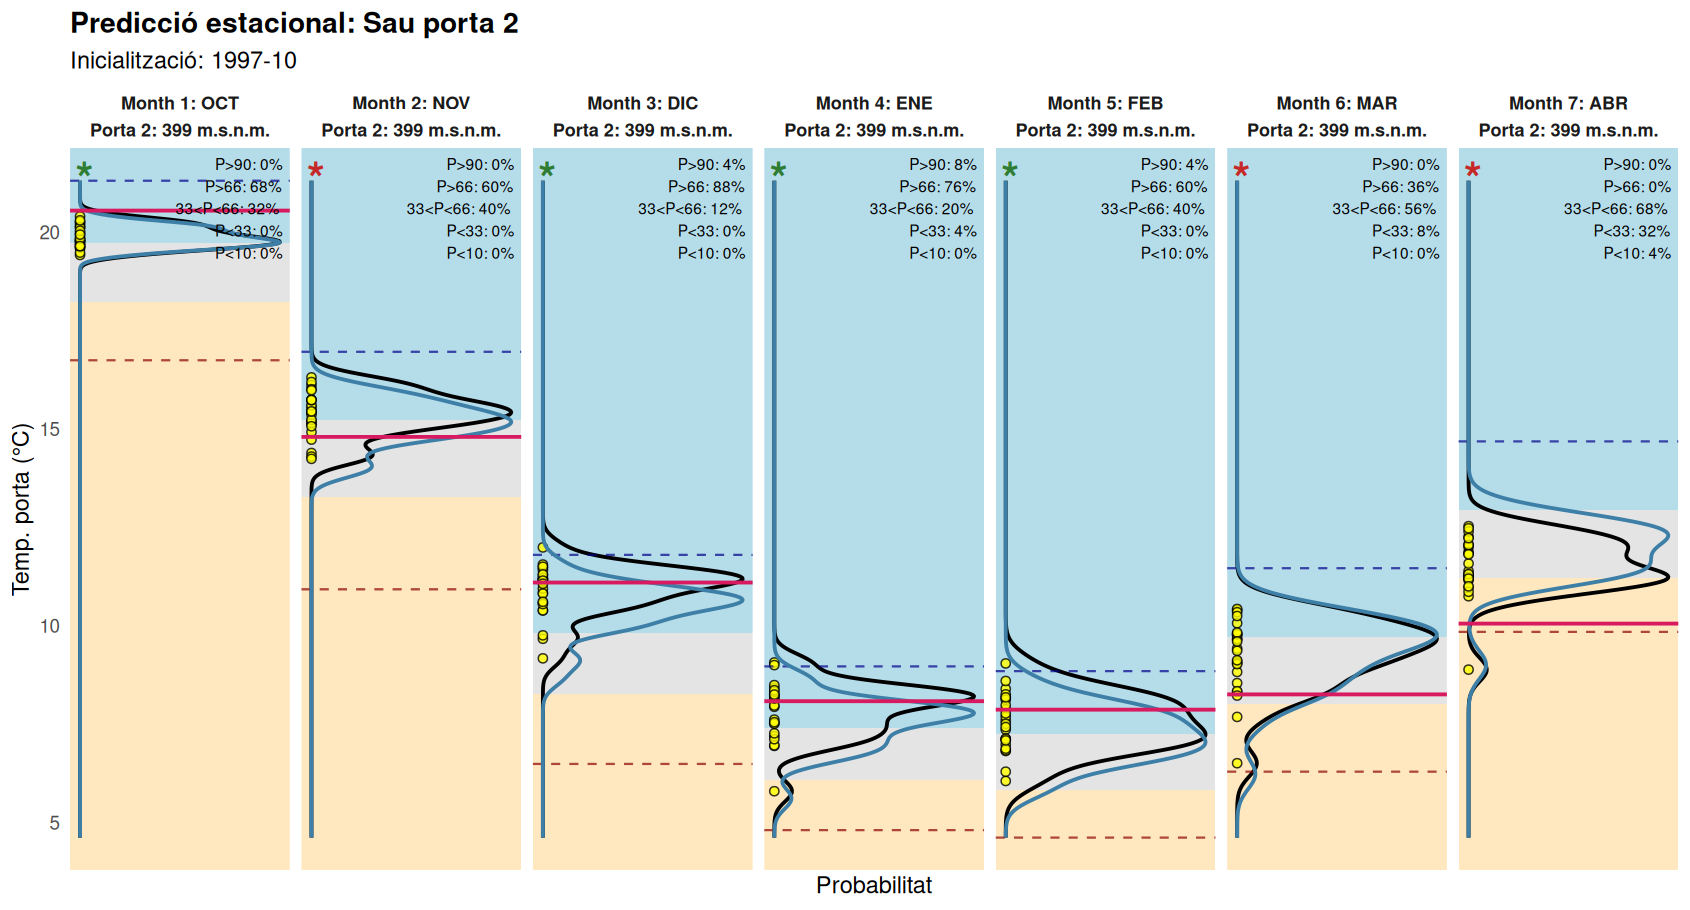 Predicció estacional: Sau porta 2
Inicialització: 1997-10
Month 1: OCT
Porta 2: 399 m.s.n.m.
Month 2: NOV
Porta 2: 399 m.s.n.m.
Month 3: DIC
Porta 2: 399 m.s.n.m.
Month 4: ENE
Porta 2: 399 m.s.n.m.
Month 5: FEB
Porta 2: 399 m.s.n.m.
Month 6: MAR
Porta 2: 399 m.s.n.m.
Month 7: ABR
Porta 2: 399 m.s.n.m.
*
P>90: 0%
P>66: 68%
33<P<66: 32%
P<33: 0%
P<10: 0%
*
P>90: 0%
P>66: 60%
33<P<66: 40%
P<33: 0%
P<10: 0%
*
P>90: 4%
P>66: 88%
33<P<66: 12%
P<33: 0%
P<10: 0%
*
P>90: 8%
P>66: 76%
33<P<66: 20%
P<33: 4%
P<10: 0%
*
P>90: 4%
P>66: 60%
33<P<66: 40%
P<33: 0%
P<10: 0%
*
P>90: 0%
P>66: 36%
33<P<66: 56%
P<33: 8%
P<10: 0%
*
P>90: 0%
P>66: 0%
33<P<66: 68%
P<33: 32%
P<10: 4%
Temp. porta (°C)
20
15
10
5
Probabilitat